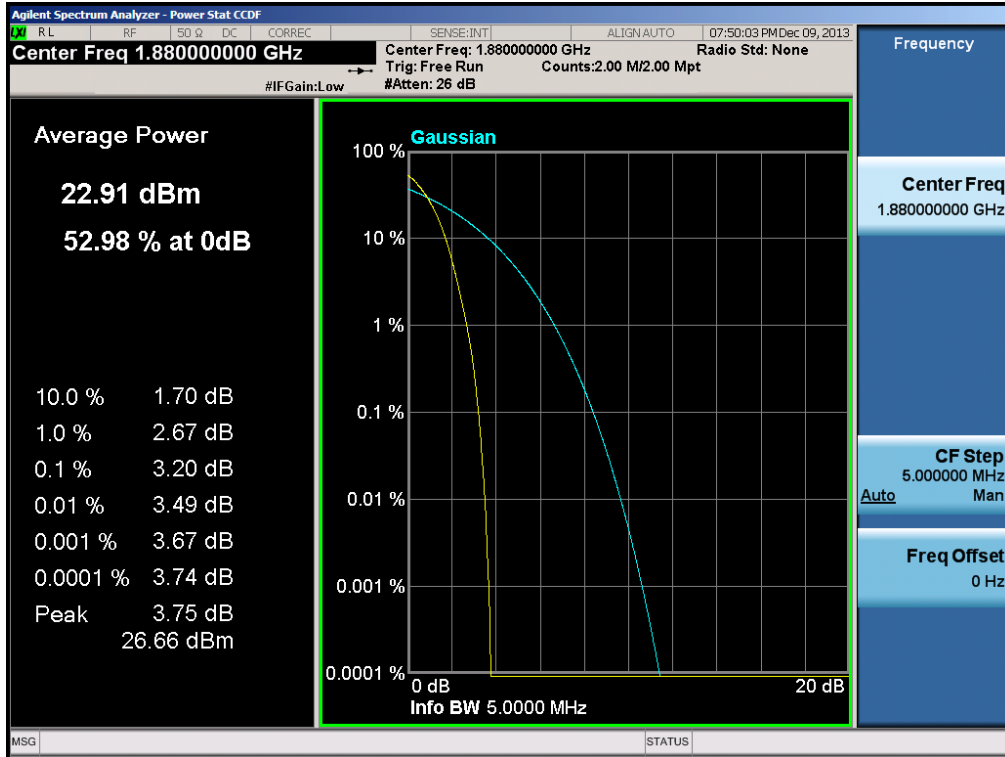 Agilent Spectrum Analyzer - Power Stat CCDF
LXI RL RF 50 Ω DC CORREC SENSE:INT ALIGN AUTO 07:50:03 PM Dec 09, 2013
Center Freq 1.880000000 GHz
Center Freq: 1.880000000 GHz Radio Std: None
Trig: Free Run Counts:2.00 M/2.00 Mpt
#IFGain:Low #Atten: 26 dB
Average Power
22.91 dBm
52.98 % at 0dB
10.0 % 1.70 dB
1.0 % 2.67 dB
0.1 % 3.20 dB
0.01 % 3.49 dB
0.001 % 3.67 dB
0.0001 % 3.74 dB
Peak 3.75 dB
26.66 dBm
Gaussian
100 %
10 %
1 %
0.1 %
0.01 %
0.001 %
0.0001 %
0 dB 20 dB
Info BW 5.0000 MHz
Frequency
Center Freq
1.880000000 GHz
CF Step
5.000000 MHz
Auto Man
Freq Offset
0 Hz
MSG STATUS